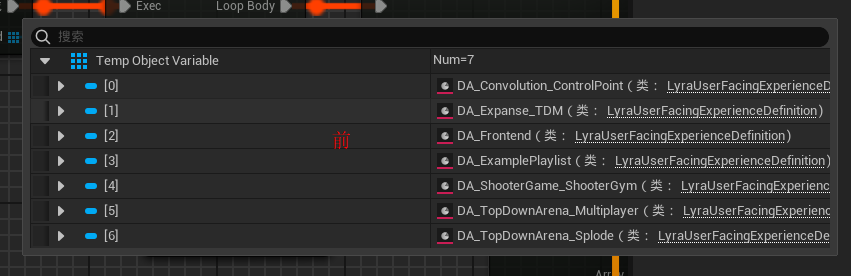 Exec
Loop Body
搜索
Temp Object Variable
Num=7
[0]
DA_Convolution_ControlPoint ( 类： LyraUserFacingExperienceD
[1]
DA_Expanse_TDM ( 类： LyraUserFacingExperienceDefinition)
[2]
DA_Frontend ( 类： LyraUserFacingExperienceDefinition)
前
[3]
DA_ExamplePlaylist ( 类： LyraUserFacingExperienceDefinition)
[4]
DA_ShooterGame_ShooterGym ( 类： LyraUserFacingExperienc
[5]
DA_TopDownArena_Multiplayer ( 类： LyraUserFacingExperienc
[6]
DA_TopDownArena_Splode ( 类： LyraUserFacingExperienceDe
Array